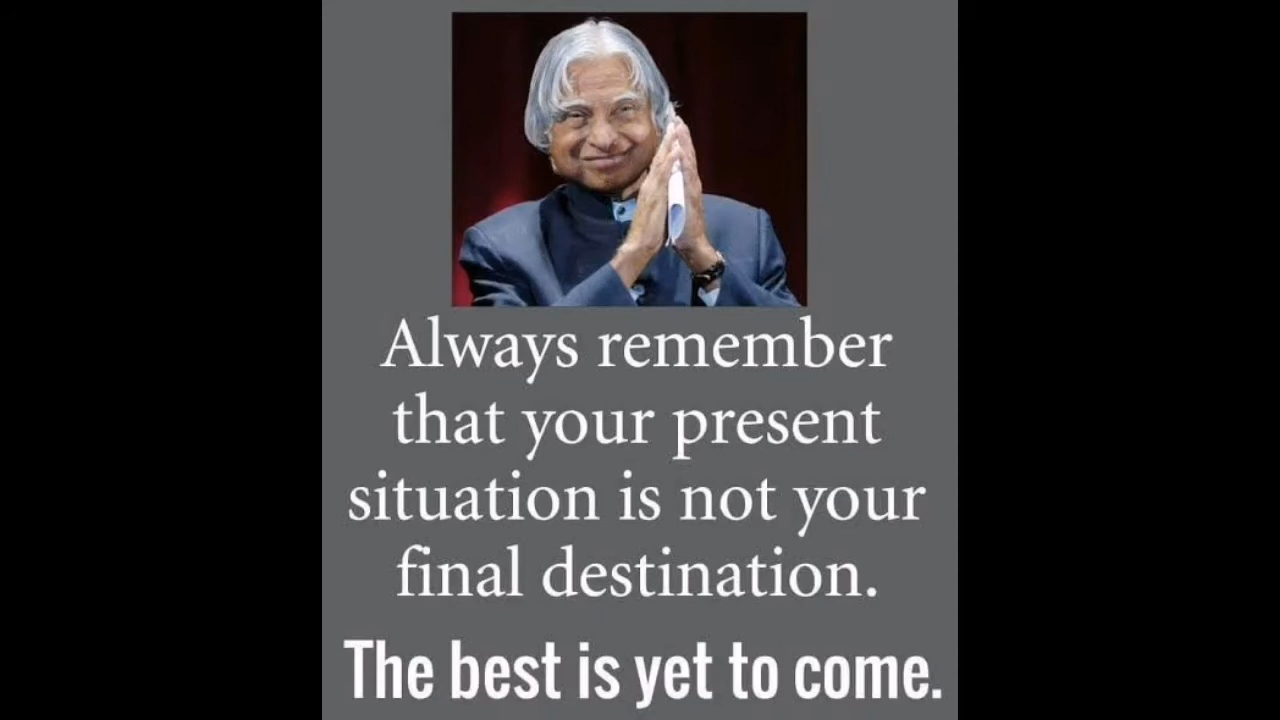 Always remember
that your present
situation is not your
final destination.
The best is yet to come.